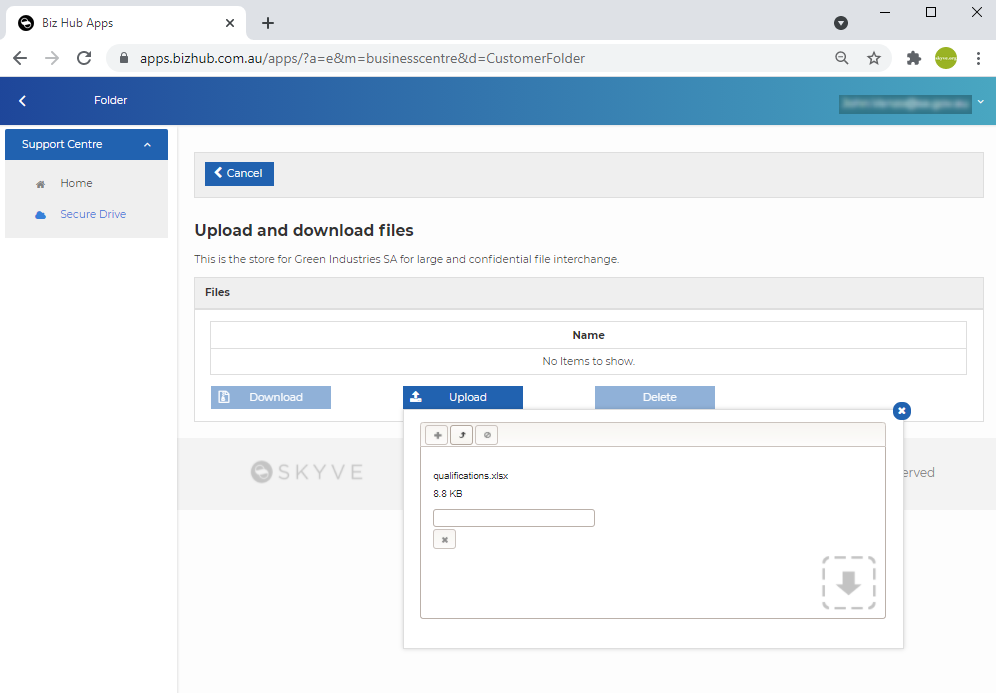 Biz Hub Apps
apps.bizhub.com.au/apps/?a=e&m=businesscentre&d=CustomerFolder
skyve.org
Folder
Support Centre
Home
Secure Drive
Cancel
Upload and download files
This is the store for Green Industries SA for large and confidential file interchange.
Files
Name
No Items to show.
Download
Upload
Delete
SKYVE
erved
qualifications.xlsx
8.8 KB